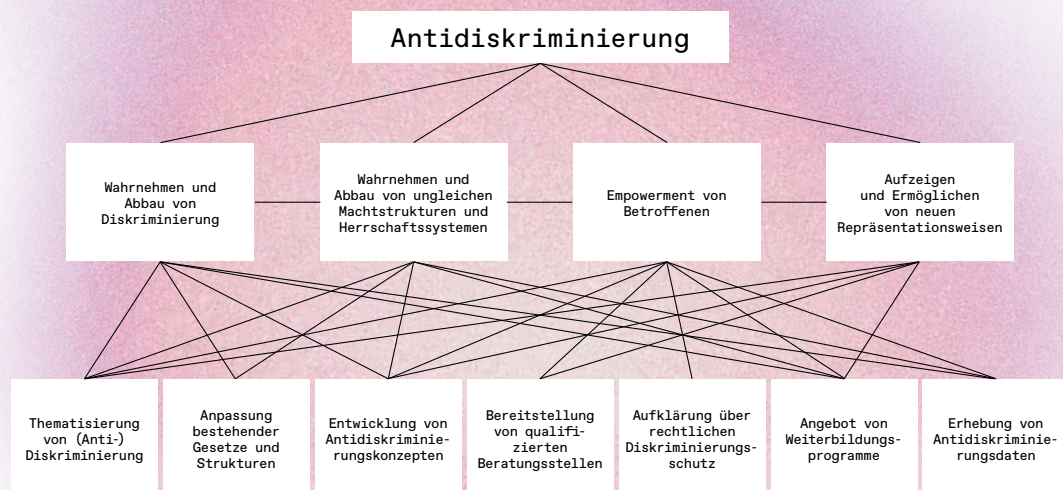 Antidiskriminierung
Wahrnehmen und
Abbau von
Diskriminierung
Wahrnehmen und
Abbau von ungleichen
Machtstrukturen und
Herrschaftssystemen
Empowerment von
Betroffenen
Aufzeigen
und Ermöglichen
von neuen
Repräsentationsweisen
Thematisierung
von (Anti-)
Diskriminierung
Anpassung
bestehender
Gesetze und
Strukturen
Entwicklung von
Antidiskriminie-
rungskonzepten
Bereitstellung
von qualifi-
zierten
Beratungsstellen
Aufklärung über
rechtlichen
Diskriminierungs-
schutz
Angebot von
Weiterbildungs-
programme
Erhebung von
Antidiskriminie-
rungsdaten